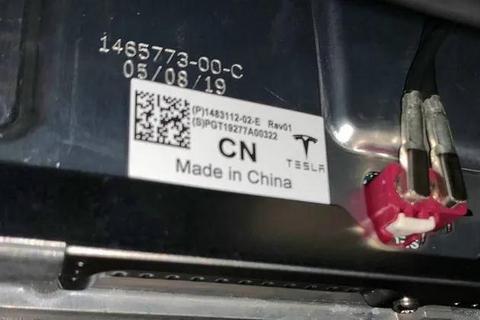 1465773-00-C
05/08/19
(P)1483112-02-E Rev01
(S)PGT19277A00322
CN
TESLA
Made in China